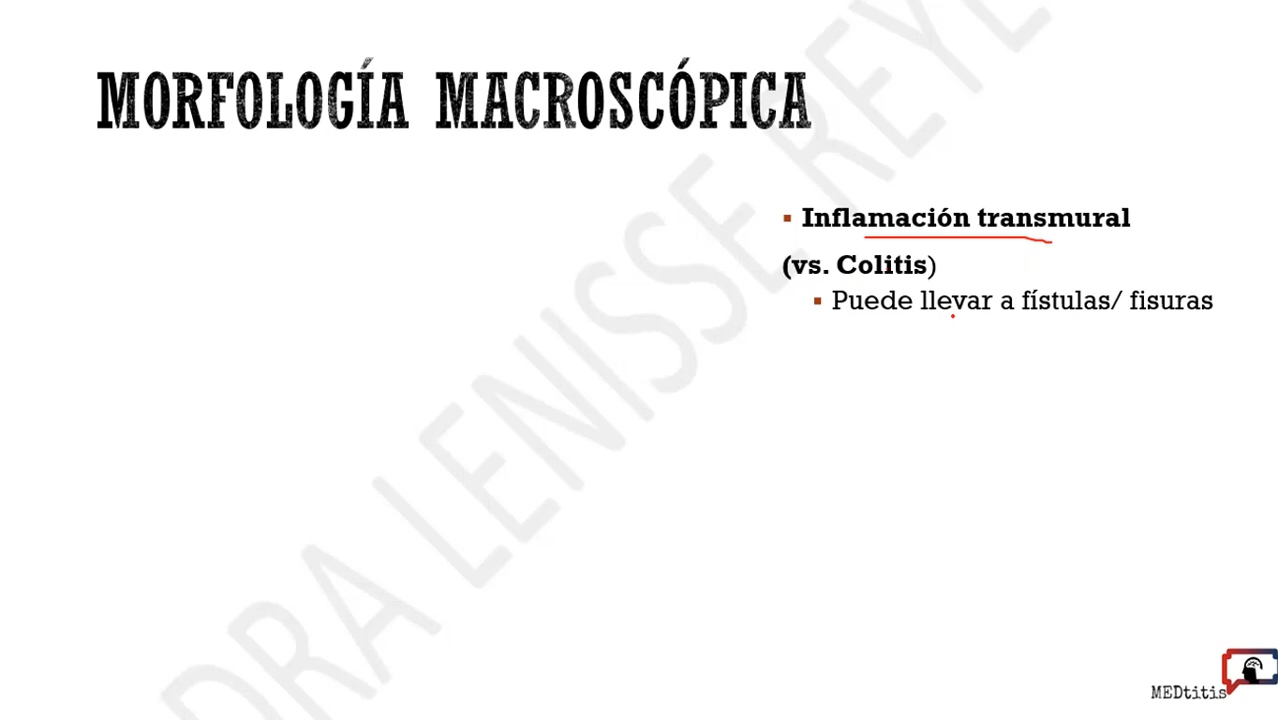 MORFOLOGÍA MACROSCÓPICA
▪ Inflamación transmural
(vs. Colitis)
▪ Puede llevar a fístulas/ fisuras
DRA LENISSE REYE
MEDtitis